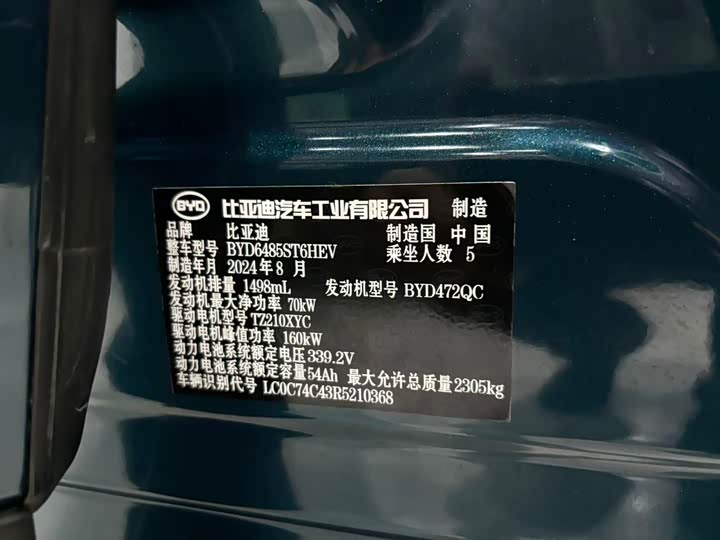 BYD 比亚迪汽车工业有限公司 制造
品牌 比亚迪 制造国 中国
整车型号 BYD6485ST6HEV 乘坐人数 5
制造年月 2024年8月
发动机排量 1498mL 发动机型号 BYD472QC
发动机最大净功率 70kW
驱动电机型号 TZ210XYC
驱动电机峰值功率 160kW
动力电池系统额定电压 339.2V
动力电池系统额定容量 54Ah 最大允许总质量 2305kg
车辆识别代号 LC0C74C43R5210368